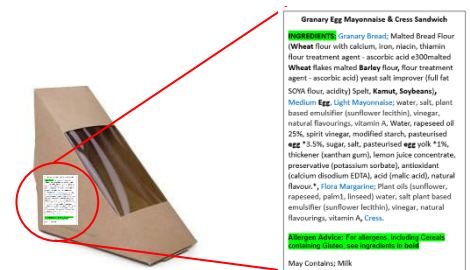 Granary Egg Mayonnaise & Cress Sandwich
INGREDIENTS: Granary Bread; Malted Bread Flour
(Wheat flour with calcium, iron, niacin, thiamin
flour treatment agent - ascorbic acid e300malted
Wheat flakes malted Barley flour, flour treatment
agent - ascorbic acid) yeast salt improver (full fat
SOYA flour, acidity) Spelt, Kamut, Soybeans),
Medium Egg, Light Mayonnaise; water, salt, plant
based emulsifier (sunflower lecithin), vinegar,
natural flavourings, vitamin A, Water, rapeseed oil
25%, spirit vinegar, modified starch, pasteurised
egg *3.5%, sugar, salt, pasteurised egg yolk *1%,
thickener (xanthan gum), lemon juice concentrate,
preservative (potassium sorbate), antioxidant
(calcium disodium EDTA), acid (malic acid), natural
flavour.*, Flora Margarine; Plant oils (sunflower,
rapeseed, palm1, linseed) water, salt plant based
emulsifier (sunflower lecithin), vinegar, natural
flavourings, vitamin A, Cress.
Allergen Advice: For allergens, including Cereals
containing Gluten, see ingredients in bold
May Contains; Milk